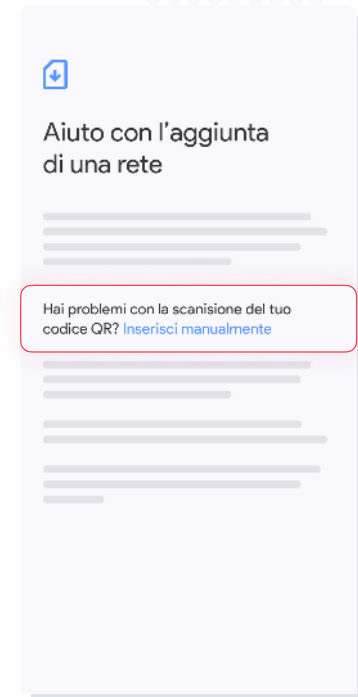 Aiuto con l'aggiunta
di una rete
Hai problemi con la scanisione del tuo
codice QR? Inserisci manualmente